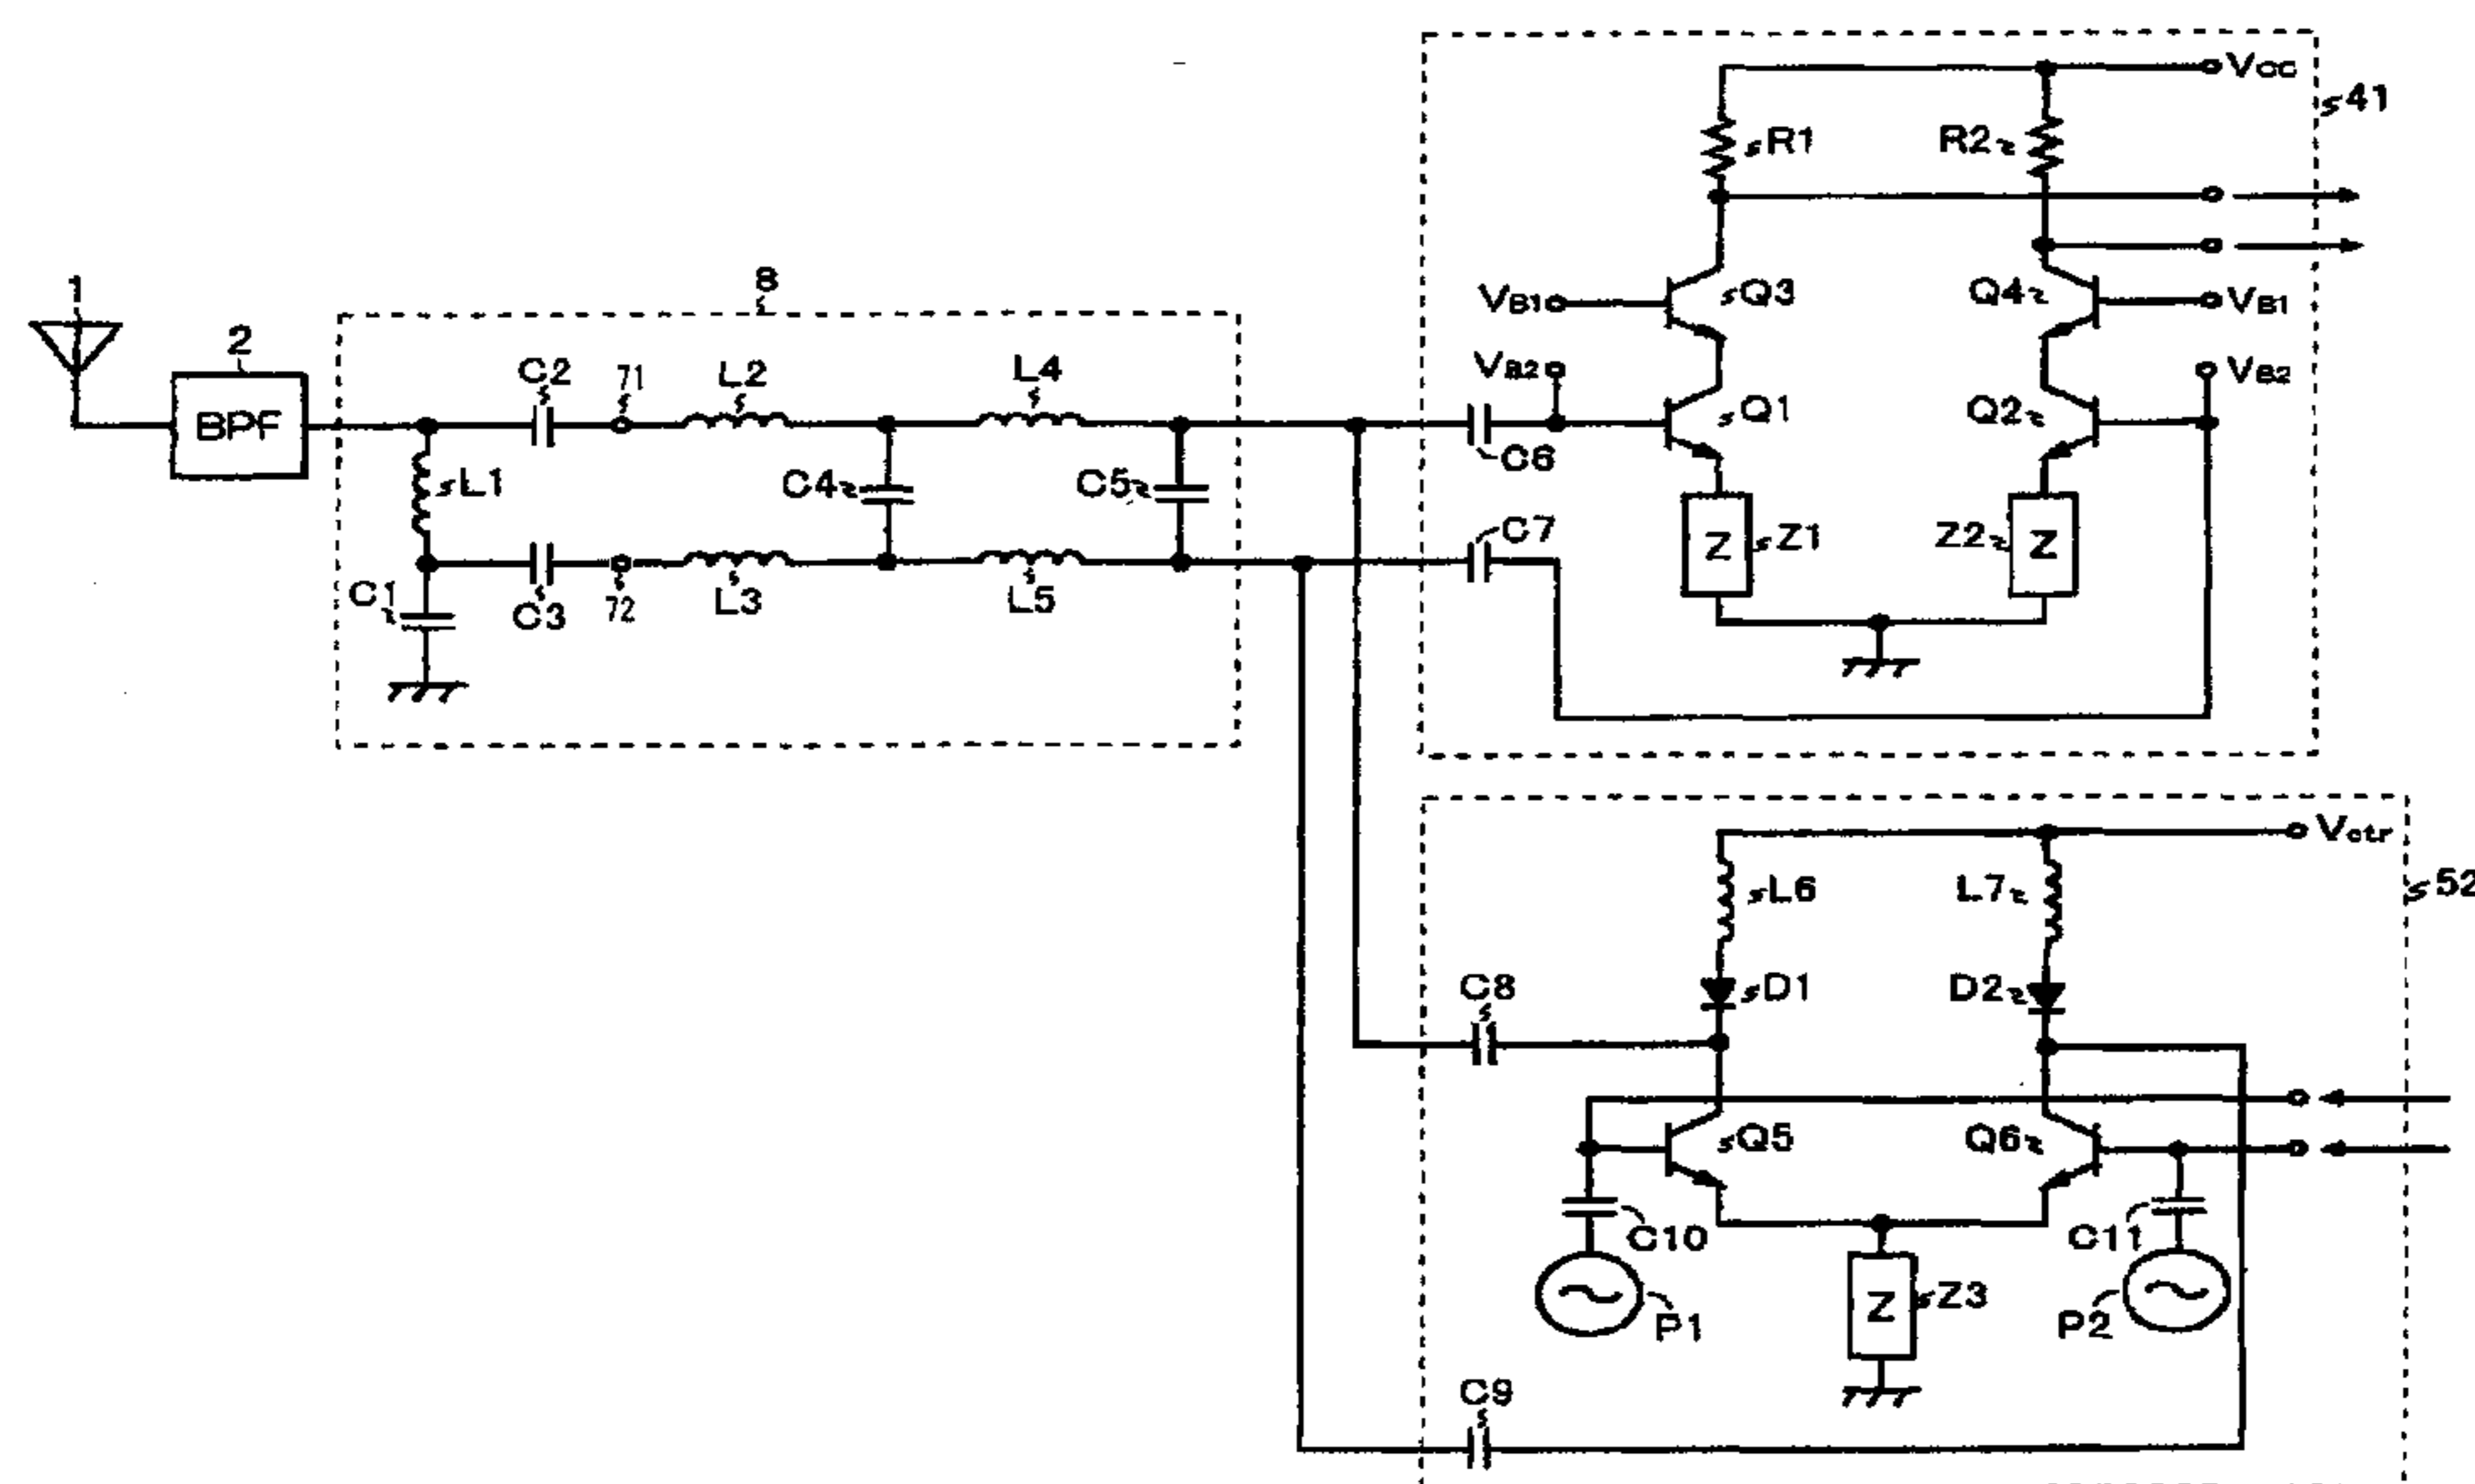 1
2
BPF
8
C2
71
L2
L4
L1
C4
C5
C1
C3
72
L3
L5
41
VCC
R1
R2
VB1
Q3
Q4
VB1
VB2
VB2
Q1
Q2
C6
C7
Z
Z1
Z2
Z
52
Vctr
L6
L7
C8
D1
D2
Q5
Q6
C10
C11
P1
Z
Z3
P2
C9